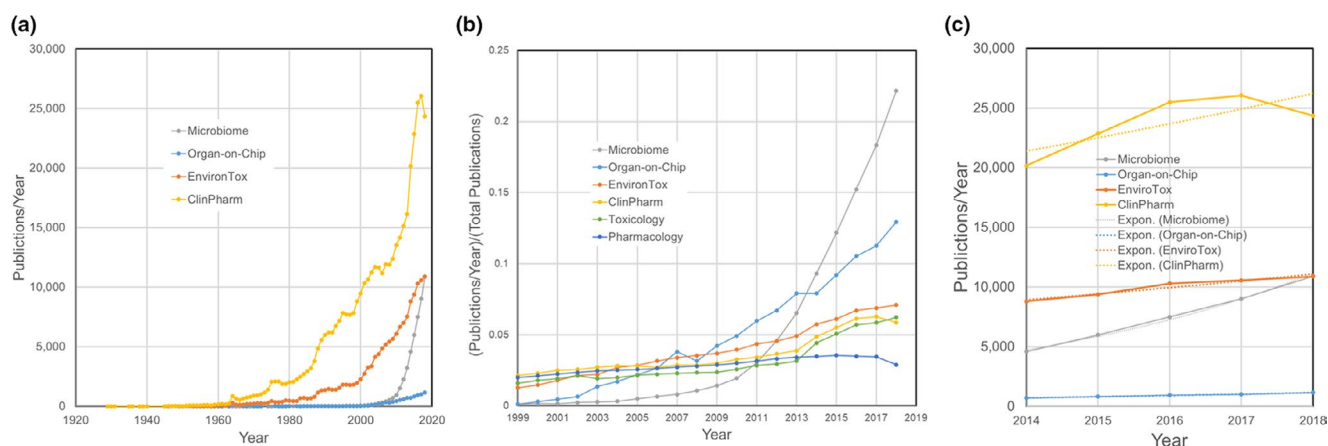 (a)
30,000
25,000
20,000
15,000
10,000
5,000
0
Publictions/Year
Microbiome
Organ-on-Chip
EnvironTox
ClinPharm
1920 1940 1960 1980 2000 2020
Year
(b)
0.25
0.2
0.15
0.1
0.05
0
(Publictions/Year)/(Total Publications)
Microbiome
Organ-on-Chip
EnvironTox
ClinPharm
Toxicology
Pharmacology
1999 2001 2003 2005 2007 2009 2011 2013 2015 2017 2019
Year
(c)
30,000
25,000
20,000
15,000
10,000
5,000
0
Publictions/Year
Microbiome
Organ-on-Chip
EnviroTox
ClinPharm
Expon. (Microbiome)
Expon. (Organ-on-Chip)
Expon. (EnviroTox)
Expon. (ClinPharm)
2014 2015 2016 2017 2018
Year